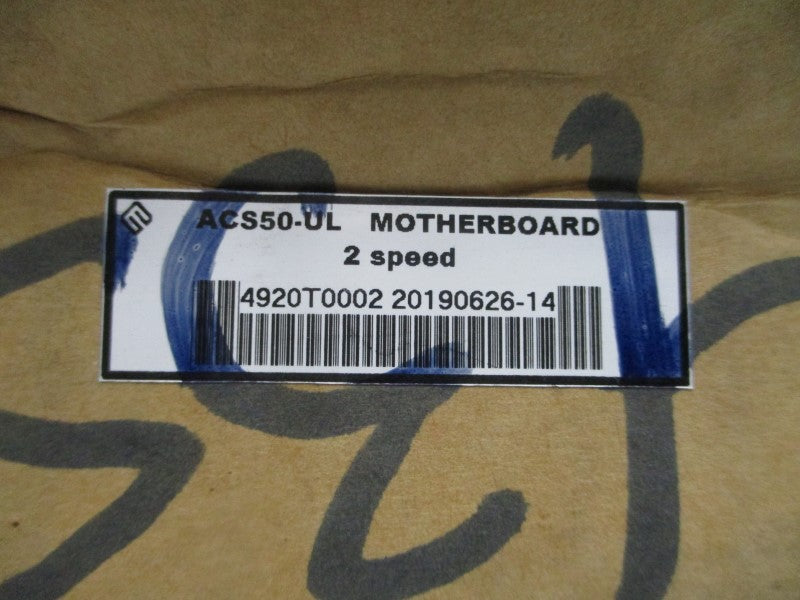 ACS50-UL MOTHERBOARD
2 speed
4920T0002 20190626-14